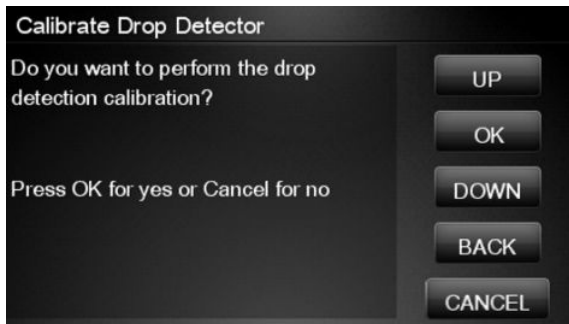 Calibrate Drop Detector
Do you want to perform the drop
detection calibration?
Press OK for yes or Cancel for no
UP
OK
DOWN
BACK
CANCEL